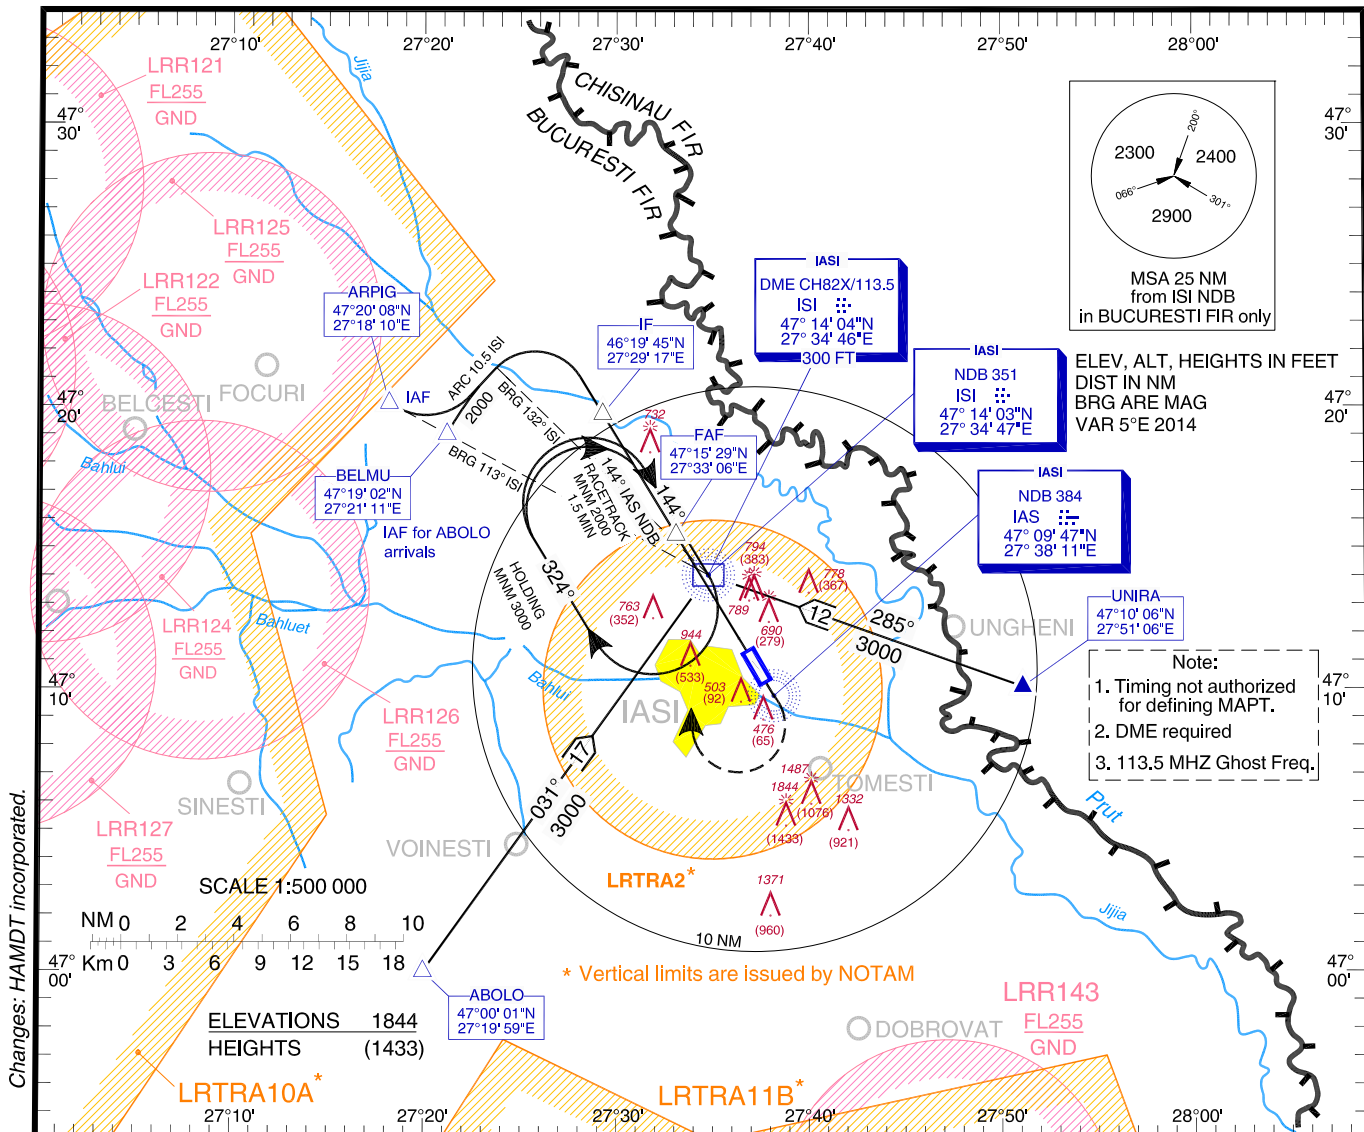 27°10' 27°20' 27°30' 27°40' 27°50' 28°00'
47°
30'
47°
30'
LRR121
FL255
GND
Jijia
CHISINAU FIR
BUCURESTI FIR
200°
2300 2400
066° 301°
2900
MSA 25 NM
from ISI NDB
in BUCURESTI FIR only
LRR125
FL255
GND
LRR122
FL255
GND
ARPIG
47°20' 08"N
27°18' 10"E
IF
46°19' 45"N
27°29' 17"E
IASI
DME CH82X/113.5
ISI
47° 14' 04"N
27° 34' 46"E
300 FT
IASI
NDB 351
ISI
47° 14' 03"N
27° 34' 47"E
ELEV, ALT, HEIGHTS IN FEET
DIST IN NM
BRG ARE MAG
VAR 5°E 2014
FOCURI
BELCESTI
47°
20'
47°
20'
IAF
ARC 10.5 ISI
2000
BRG 132° ISI
BRG 113° ISI
732
FAF
47°15' 29"N
27°33' 06"E
IASI
NDB 384
IAS
47° 09' 47"N
27° 38' 11"E
Bahlui
BELMU
47°19' 02"N
27°21' 11"E
IAF for ABOLO
arrivals
144°
144° IAS NDB
RACETRACK
MNM 2000
1.5 MIN
324°
HOLDING
MNM 3000
794
(383)
789
778
(367)
763
(352)
690
(279)
12
285°
3000
UNGHENI
UNIRA
47°10' 06"N
27°51' 06"E
LRR124
FL255
GND
Bahluet
944
(533)
503
(92)
476
(65)
Bahlui
IASI
47°
10'
47°
10'
Note:
1. Timing not authorized
for defining MAPT.
2. DME required
3. 113.5 MHZ Ghost Freq.
LRR126
FL255
GND
SINESTI
17
031°
3000
1487
(1076)
1844
(1433)
1332
(921)
TOMESTI
Prut
LRR127
FL255
GND
VOINESTI
LRTRA2*
1371
(960)
10 NM
Jijia
SCALE 1:500 000
NM 0 2 4 6 8 10
Km 0 3 6 9 12 15 18
47°
00'
47°
00'
* Vertical limits are issued by NOTAM
ABOLO
47°00' 01"N
27°19' 59"E
ELEVATIONS 1844
HEIGHTS (1433)
LRR143
FL255
GND
DOBROVAT
LRTRA10A*
LRTRA11B*
27°10' 27°20' 27°30' 27°40' 27°50' 28°00'
Changes: HAMDT incorporated.